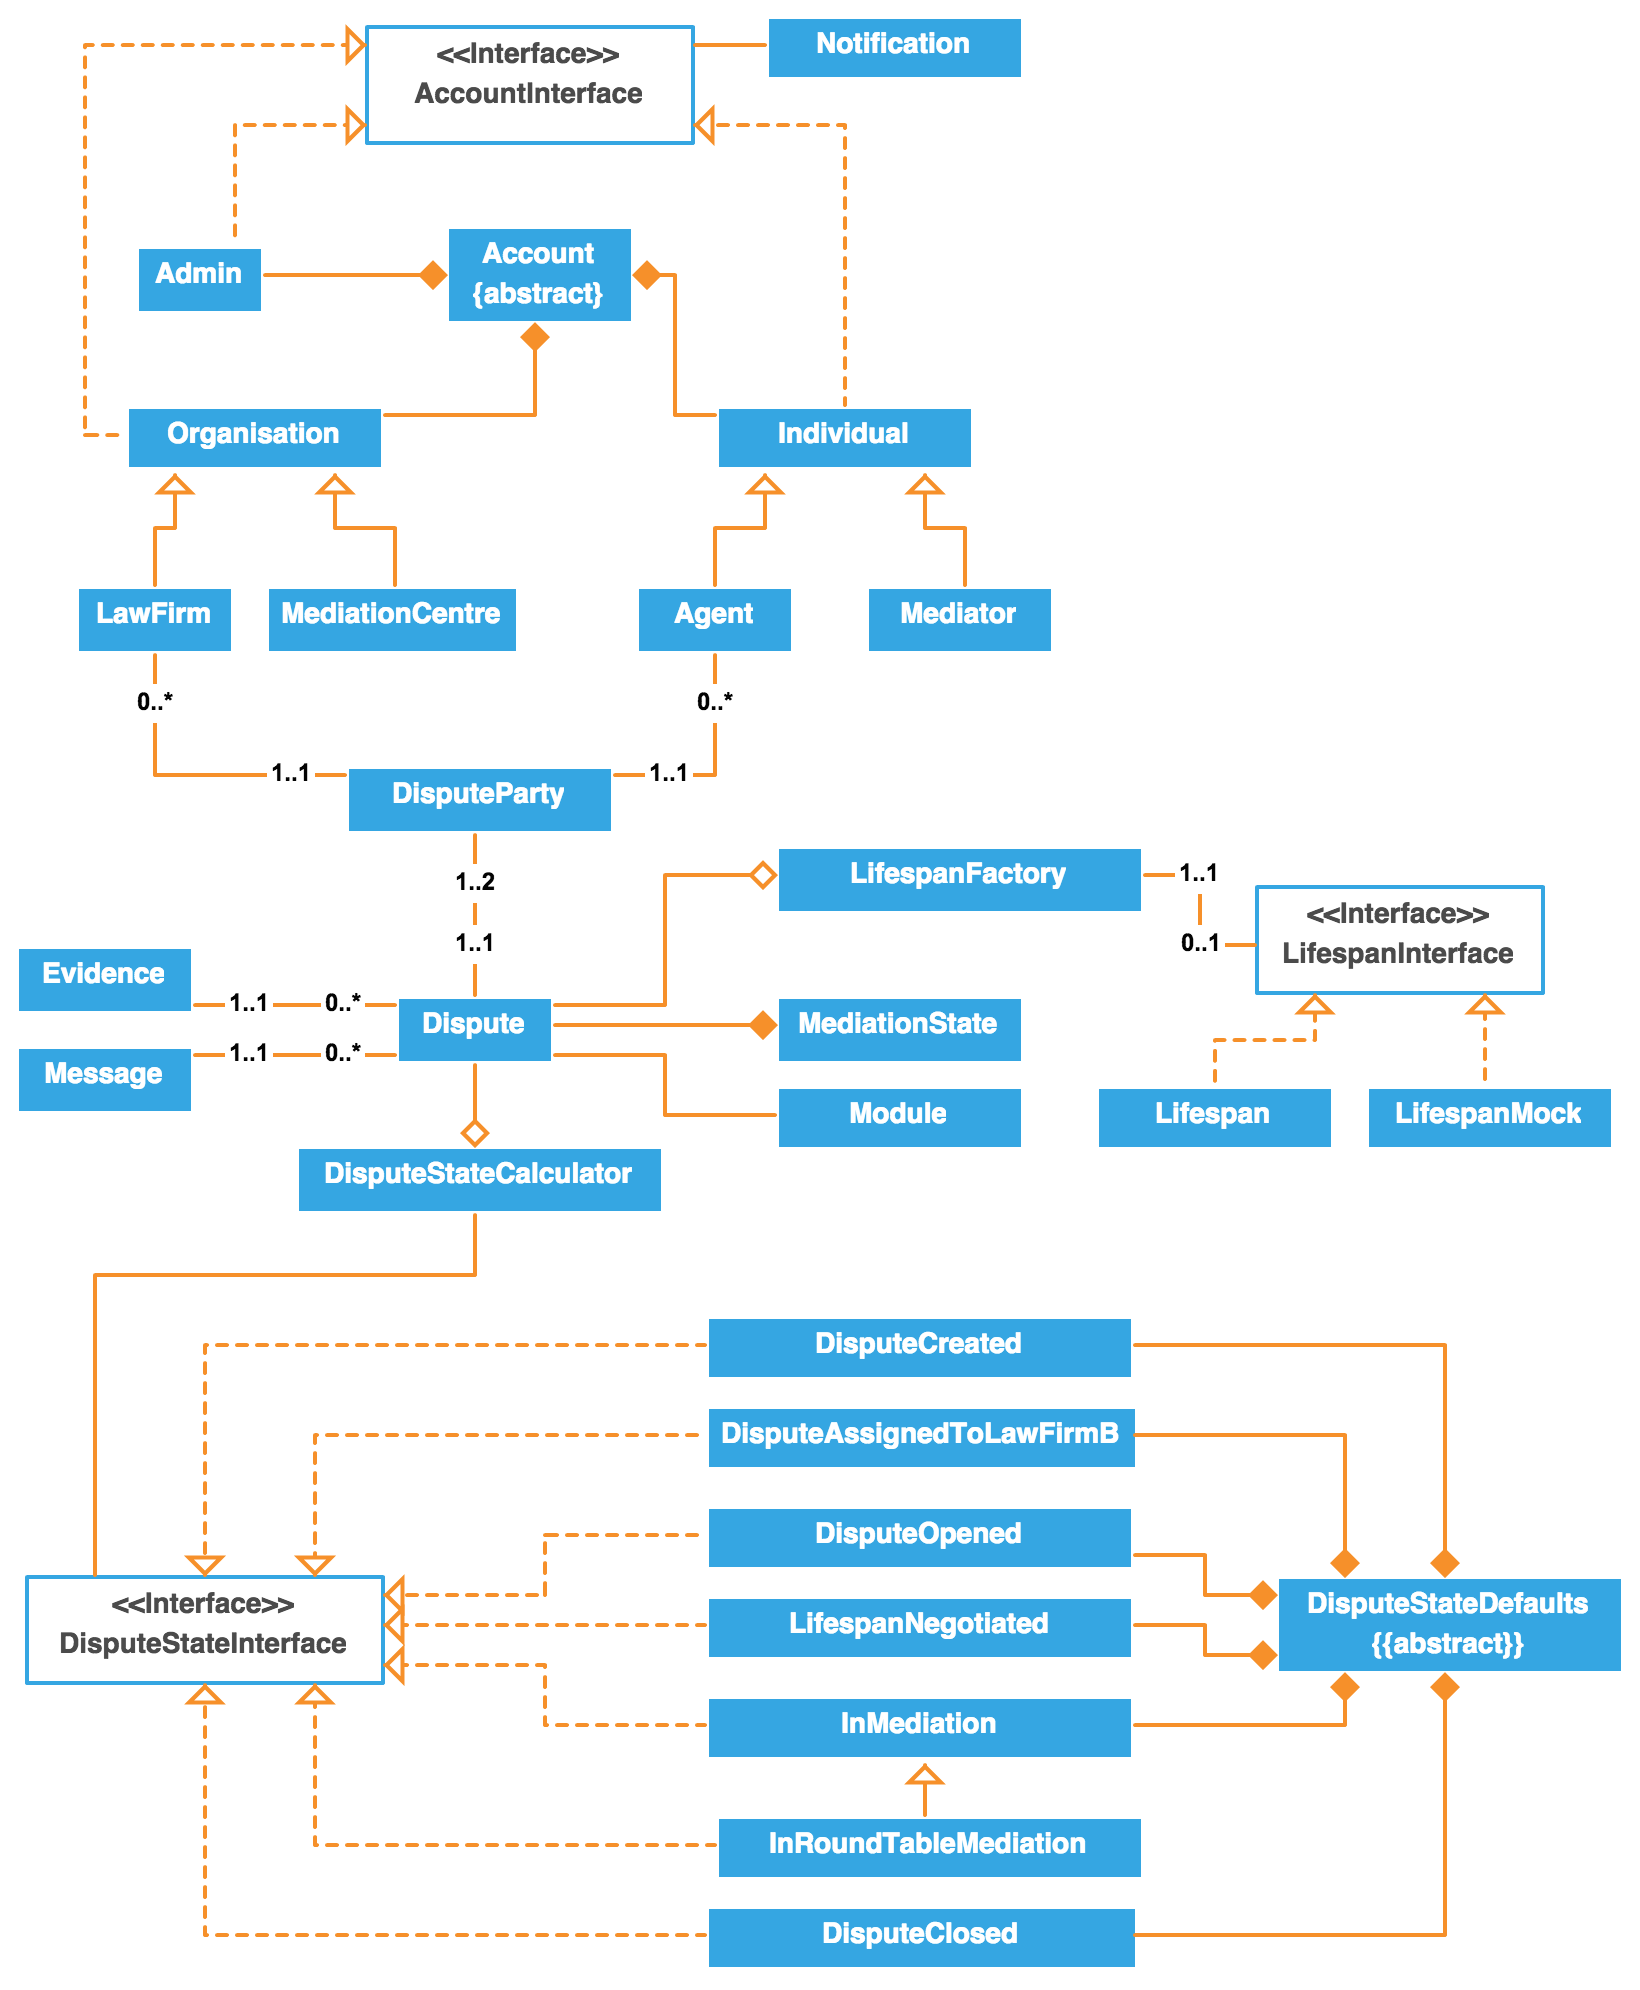 <<Interface>>
AccountInterface
Notification
Admin
Account
{abstract}
Organisation
Individual
LawFirm
MediationCentre
Agent
Mediator
0..*
0..*
1..1
1..1
DisputeParty
1..2
1..1
LifespanFactory
1..1
0..1
<<Interface>>
LifespanInterface
Evidence
1..1
0..*
Dispute
MediationState
Message
1..1
0..*
Module
Lifespan
LifespanMock
DisputeStateCalculator
DisputeCreated
DisputeAssignedToLawFirmB
DisputeOpened
<<Interface>>
DisputeStateInterface
LifespanNegotiated
DisputeStateDefaults
{{abstract}}
InMediation
InRoundTableMediation
DisputeClosed